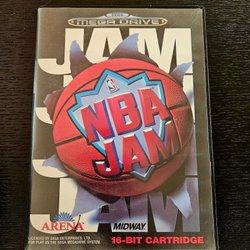 SEGA
MEGA DRIVE
JAM
NBA
JAM
JAM
ARENA
MIDWAY
LICENSED BY SEGA ENTERPRISES, LTD.
FOR PLAY ON THE SEGA MEGADRIVE SYSTEM.
16-BIT CARTRIDGE